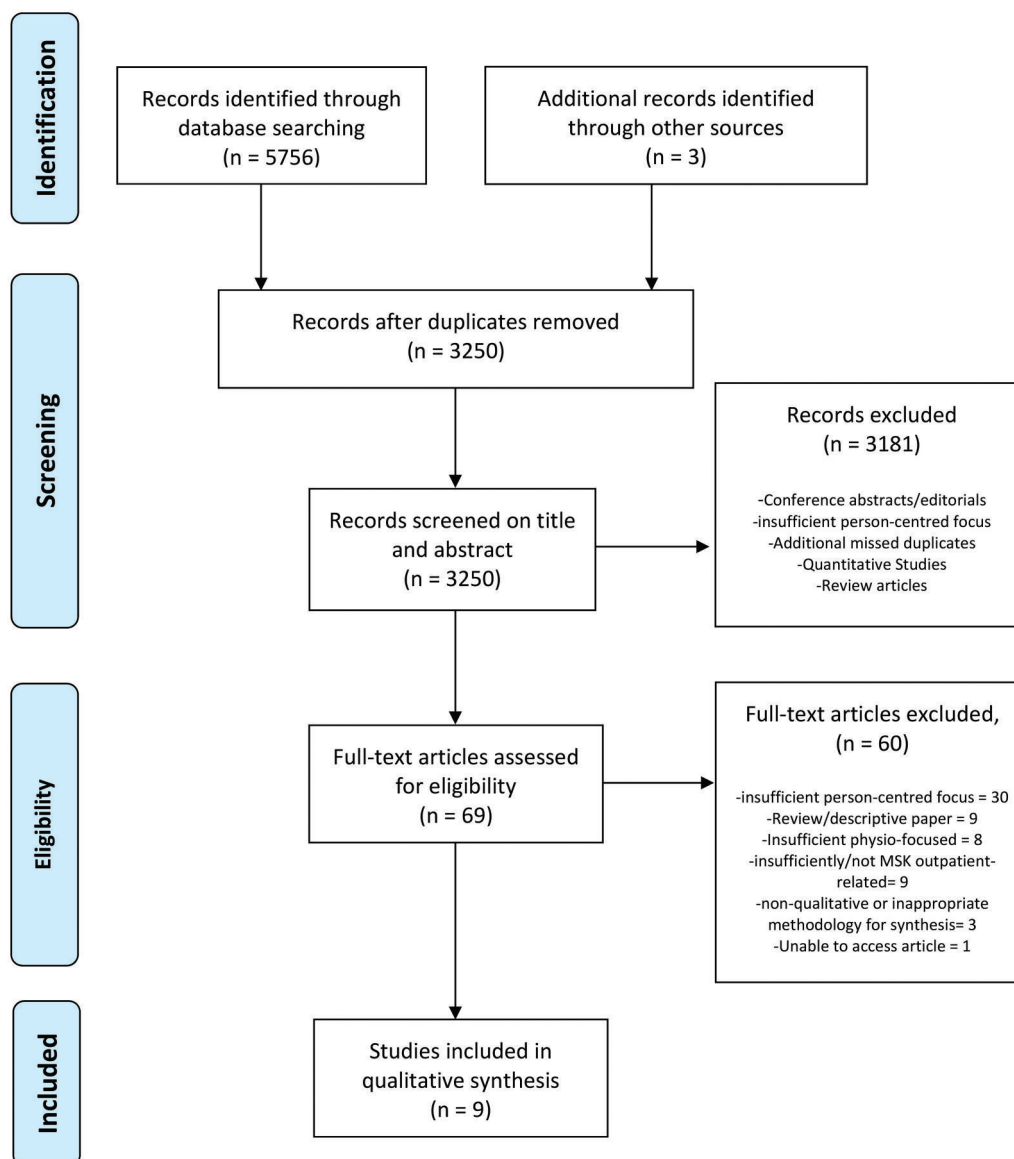 Identification
Records identified through
database searching
(n = 5756)
Additional records identified
through other sources
(n = 3)
Screening
Records after duplicates removed
(n = 3250)
Records screened on title
and abstract
(n = 3250)
Records excluded
(n = 3181)
-Conference abstracts/editorials
-insufficient person-centred focus
-Additional missed duplicates
-Quantitative Studies
-Review articles
Eligibility
Full-text articles assessed
for eligibility
(n = 69)
Full-text articles excluded,
(n = 60)
-insufficient person-centred focus = 30
-Review/descriptive paper = 9
-Insufficient physio-focused = 8
-insufficiently/not MSK outpatient-
related= 9
-non-qualitative or inappropriate
methodology for synthesis= 3
-Unable to access article = 1
Included
Studies included in
qualitative synthesis
(n = 9)